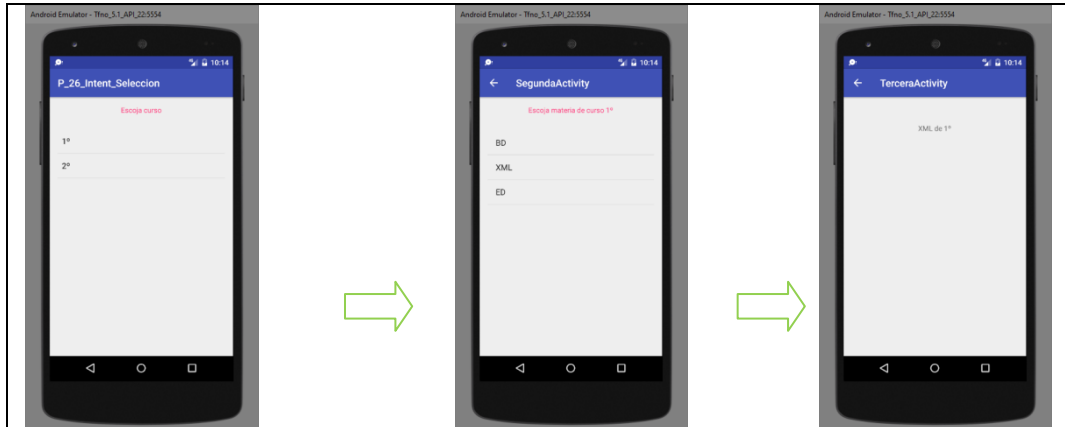 Android Emulator - Tfno_5.1_API_22:5554
10:14
P_26_Intent_Seleccion
Escoja curso
1º
2º
Android Emulator - Tfno_5.1_API_22:5554
10:14
SegundaActivity
Escoja materia de curso 1º
BD
XML
ED
Android Emulator - Tfno_5.1_API_22:5554
10:14
TerceraActivity
XML de 1º